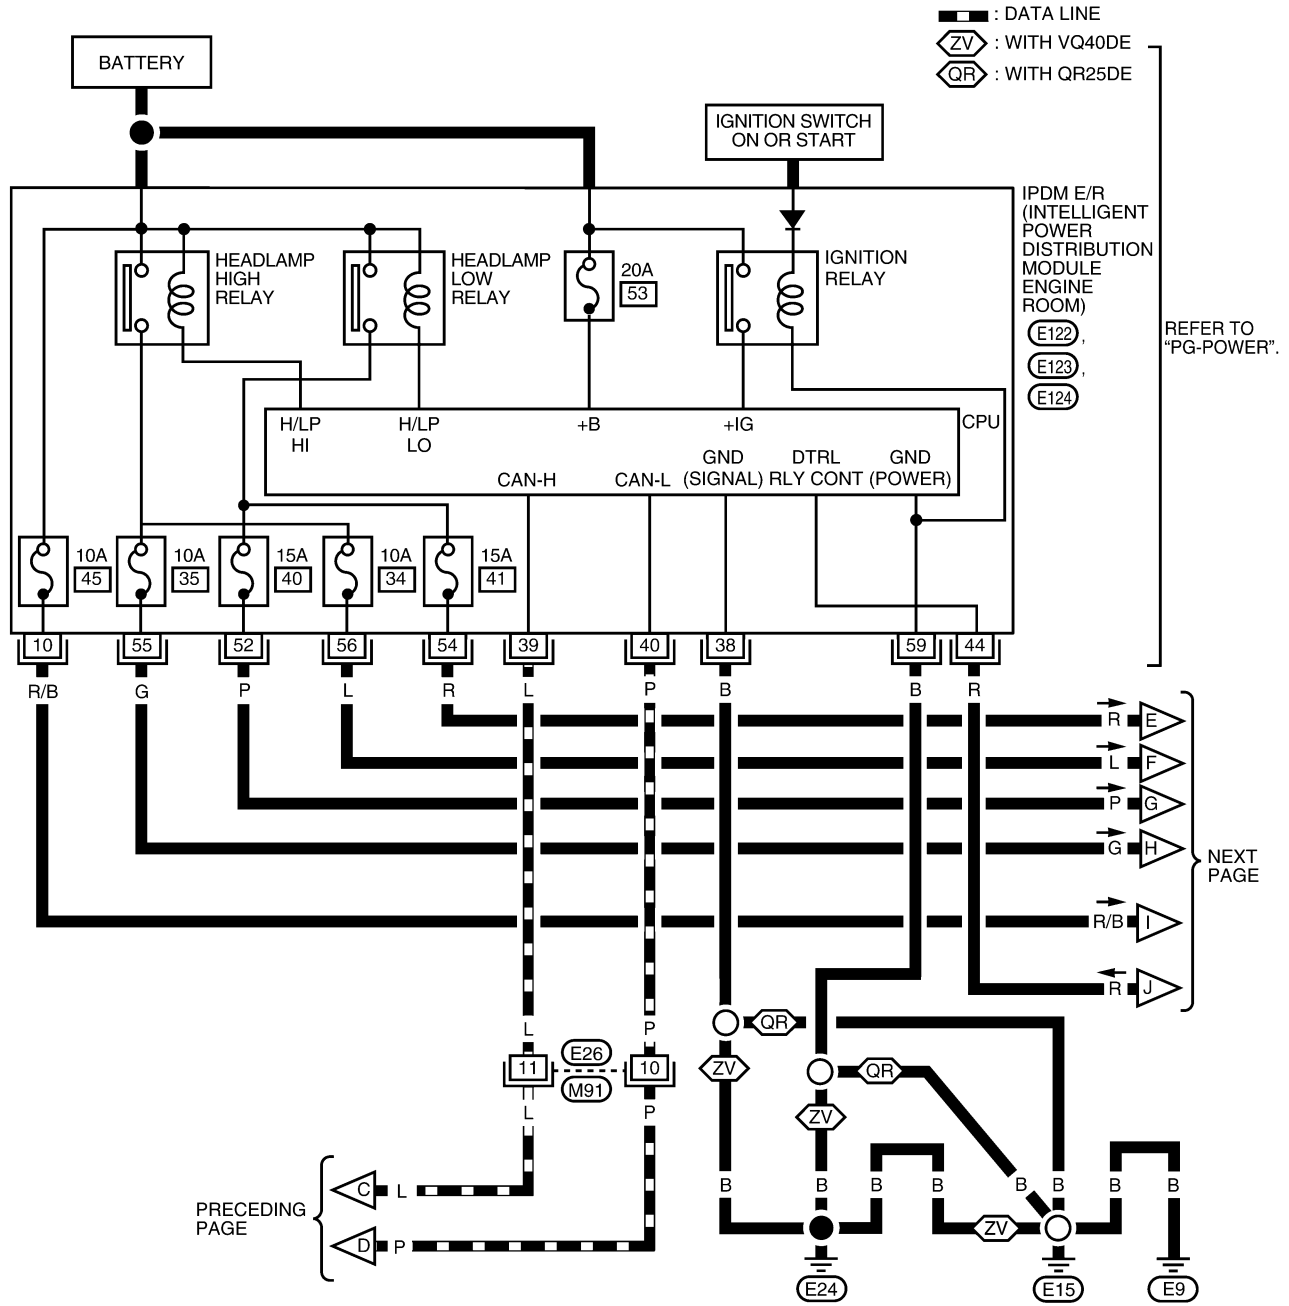 : DATA LINE
ZV : WITH VQ40DE
QR : WITH QR25DE
BATTERY
IGNITION SWITCH
ON OR START
IPDM E/R
(INTELLIGENT
POWER
DISTRIBUTION
MODULE
ENGINE
ROOM)
E122 ,
E123 ,
E124
REFER TO
“PG-POWER”.
HEADLAMP
HIGH
RELAY
HEADLAMP
LOW
RELAY
20A
53
IGNITION
RELAY
H/LP
HI
H/LP
LO
+B
+IG
CPU
CAN-H
CAN-L
GND
(SIGNAL)
DTRL
RLY CONT
GND
(POWER)
10A
45
10A
35
15A
40
10A
34
15A
41
10 55 52 56 54 39 40 38 59 44
R/B G P L R L P B B R
R E
L F
P G
G H
R/B I
R J
NEXT
PAGE
QR
ZV
QR
ZV
L
P
11
E26
M91
10
L
P
B B B B B B B B
PRECEDING
PAGE
C L
D P
ZV
E24
E15
E9